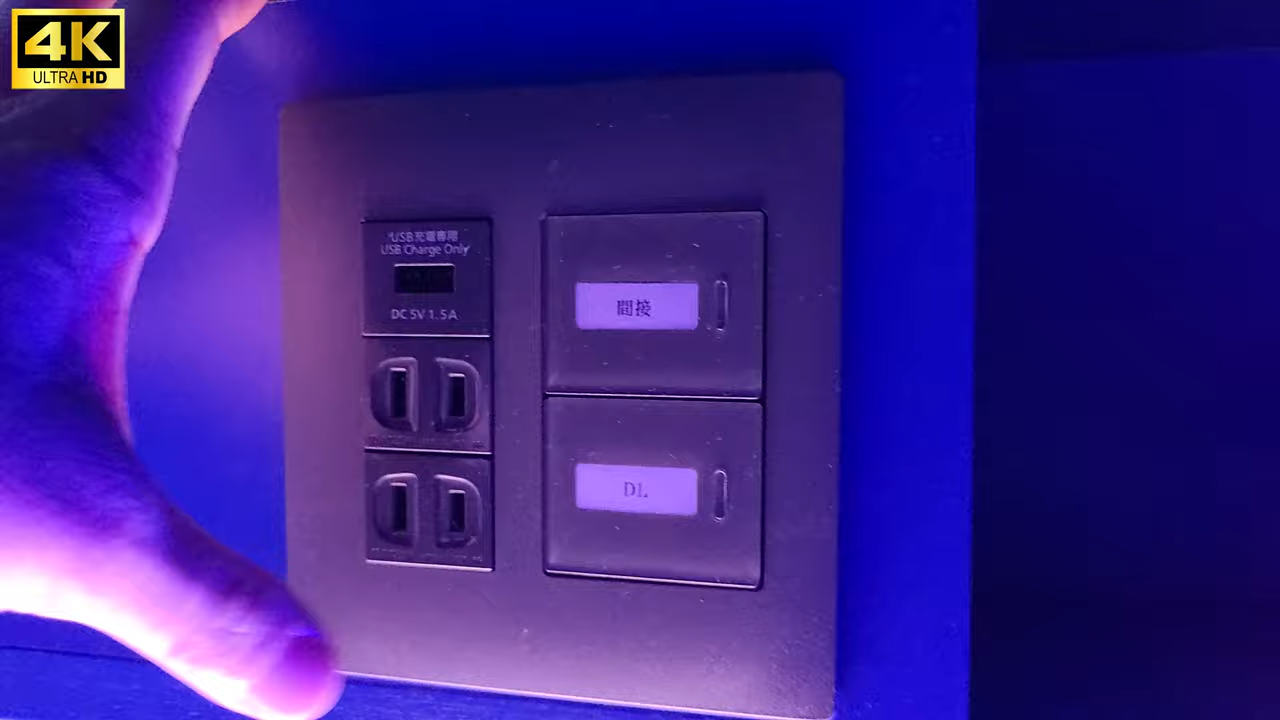 4K
ULTRA HD
USB充電専用
USB Charge Only
DC 5V 1.5A
間接
DL